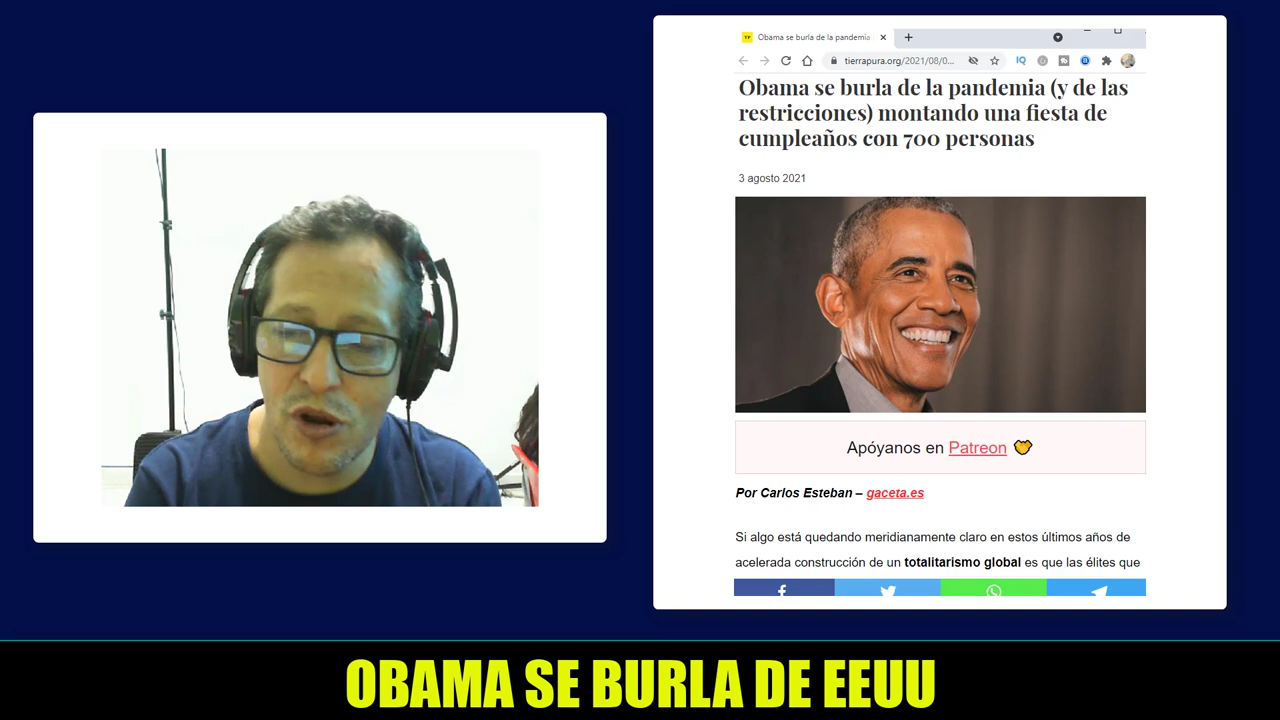 Obama se burla de la pandemia
tierrapura.org/2021/08/0...
IQ
Obama se burla de la pandemia (y de las
restricciones) montando una fiesta de
cumpleaños con 700 personas
3 agosto 2021
Apóyanos en Patreon
Por Carlos Esteban – gaceta.es
Si algo está quedando meridianamente claro en estos últimos años de
acelerada construcción de un totalitarismo global es que las élites que
OBAMA SE BURLA DE EEUU